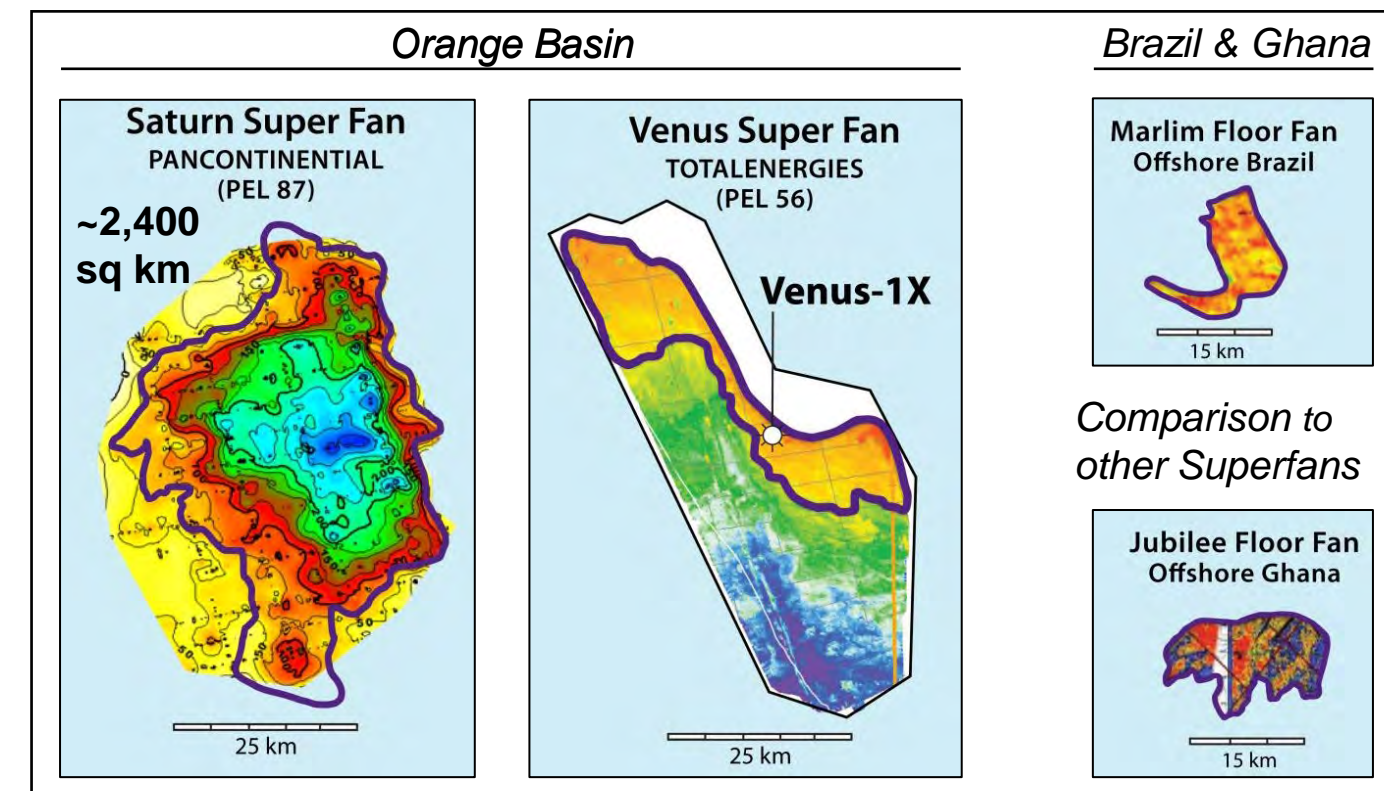 Orange Basin
Brazil & Ghana
Saturn Super Fan
PANCONTINENTIAL
(PEL 87)
~2,400
sq km
25 km
Venus Super Fan
TOTALENERGIES
(PEL 56)
Venus-1X
25 km
Marlim Floor Fan
Offshore Brazil
15 km
Comparison to
other Superfans
Jubilee Floor Fan
Offshore Ghana
15 km